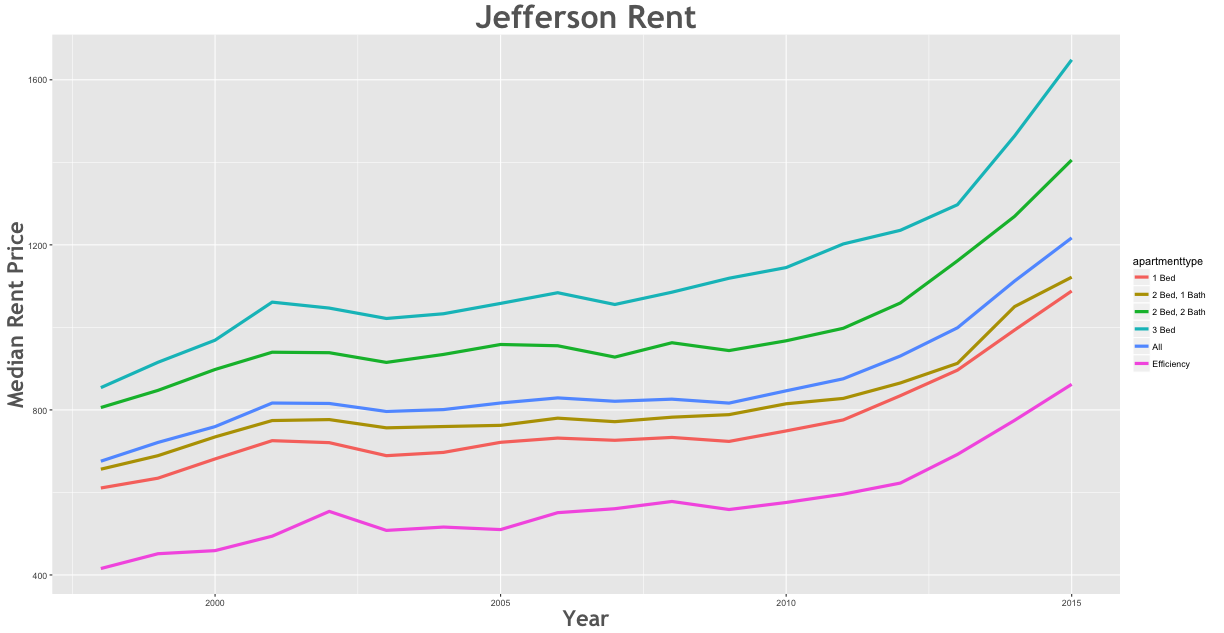 Jefferson Rent
Median Rent Price
1600
1200
800
400
2000
2005
2010
2015
Year
apartmenttype
1 Bed
2 Bed, 1 Bath
2 Bed, 2 Bath
3 Bed
All
Efficiency